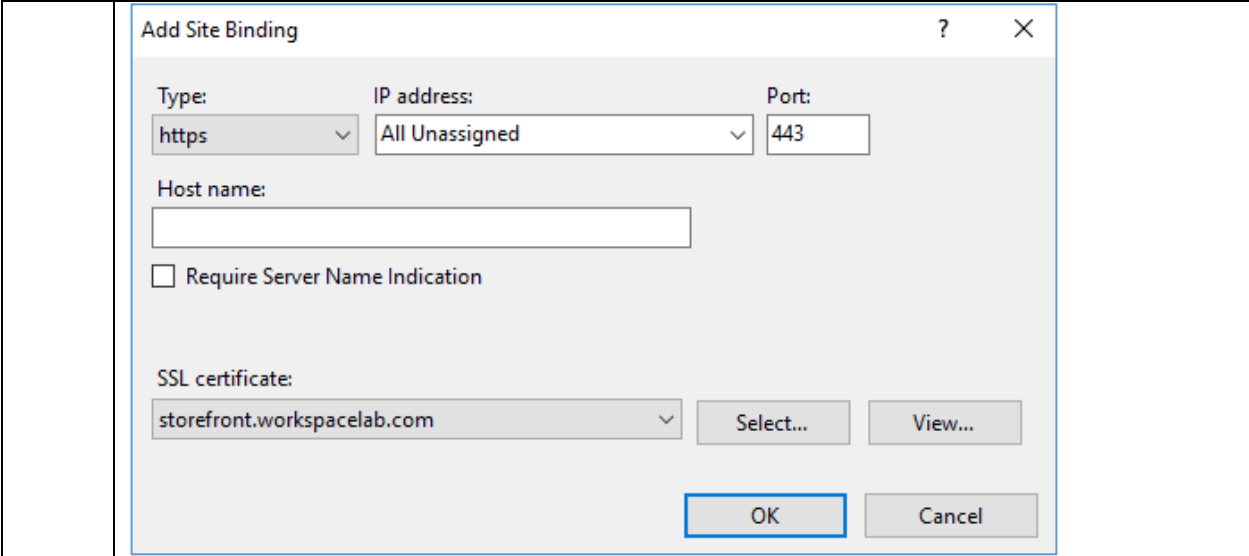 Add Site Binding ?
Type: IP address: Port:
https All Unassigned 443
Host name:
Require Server Name Indication
SSL certificate:
storefront.workspacelab.com Select... View...
OK Cancel